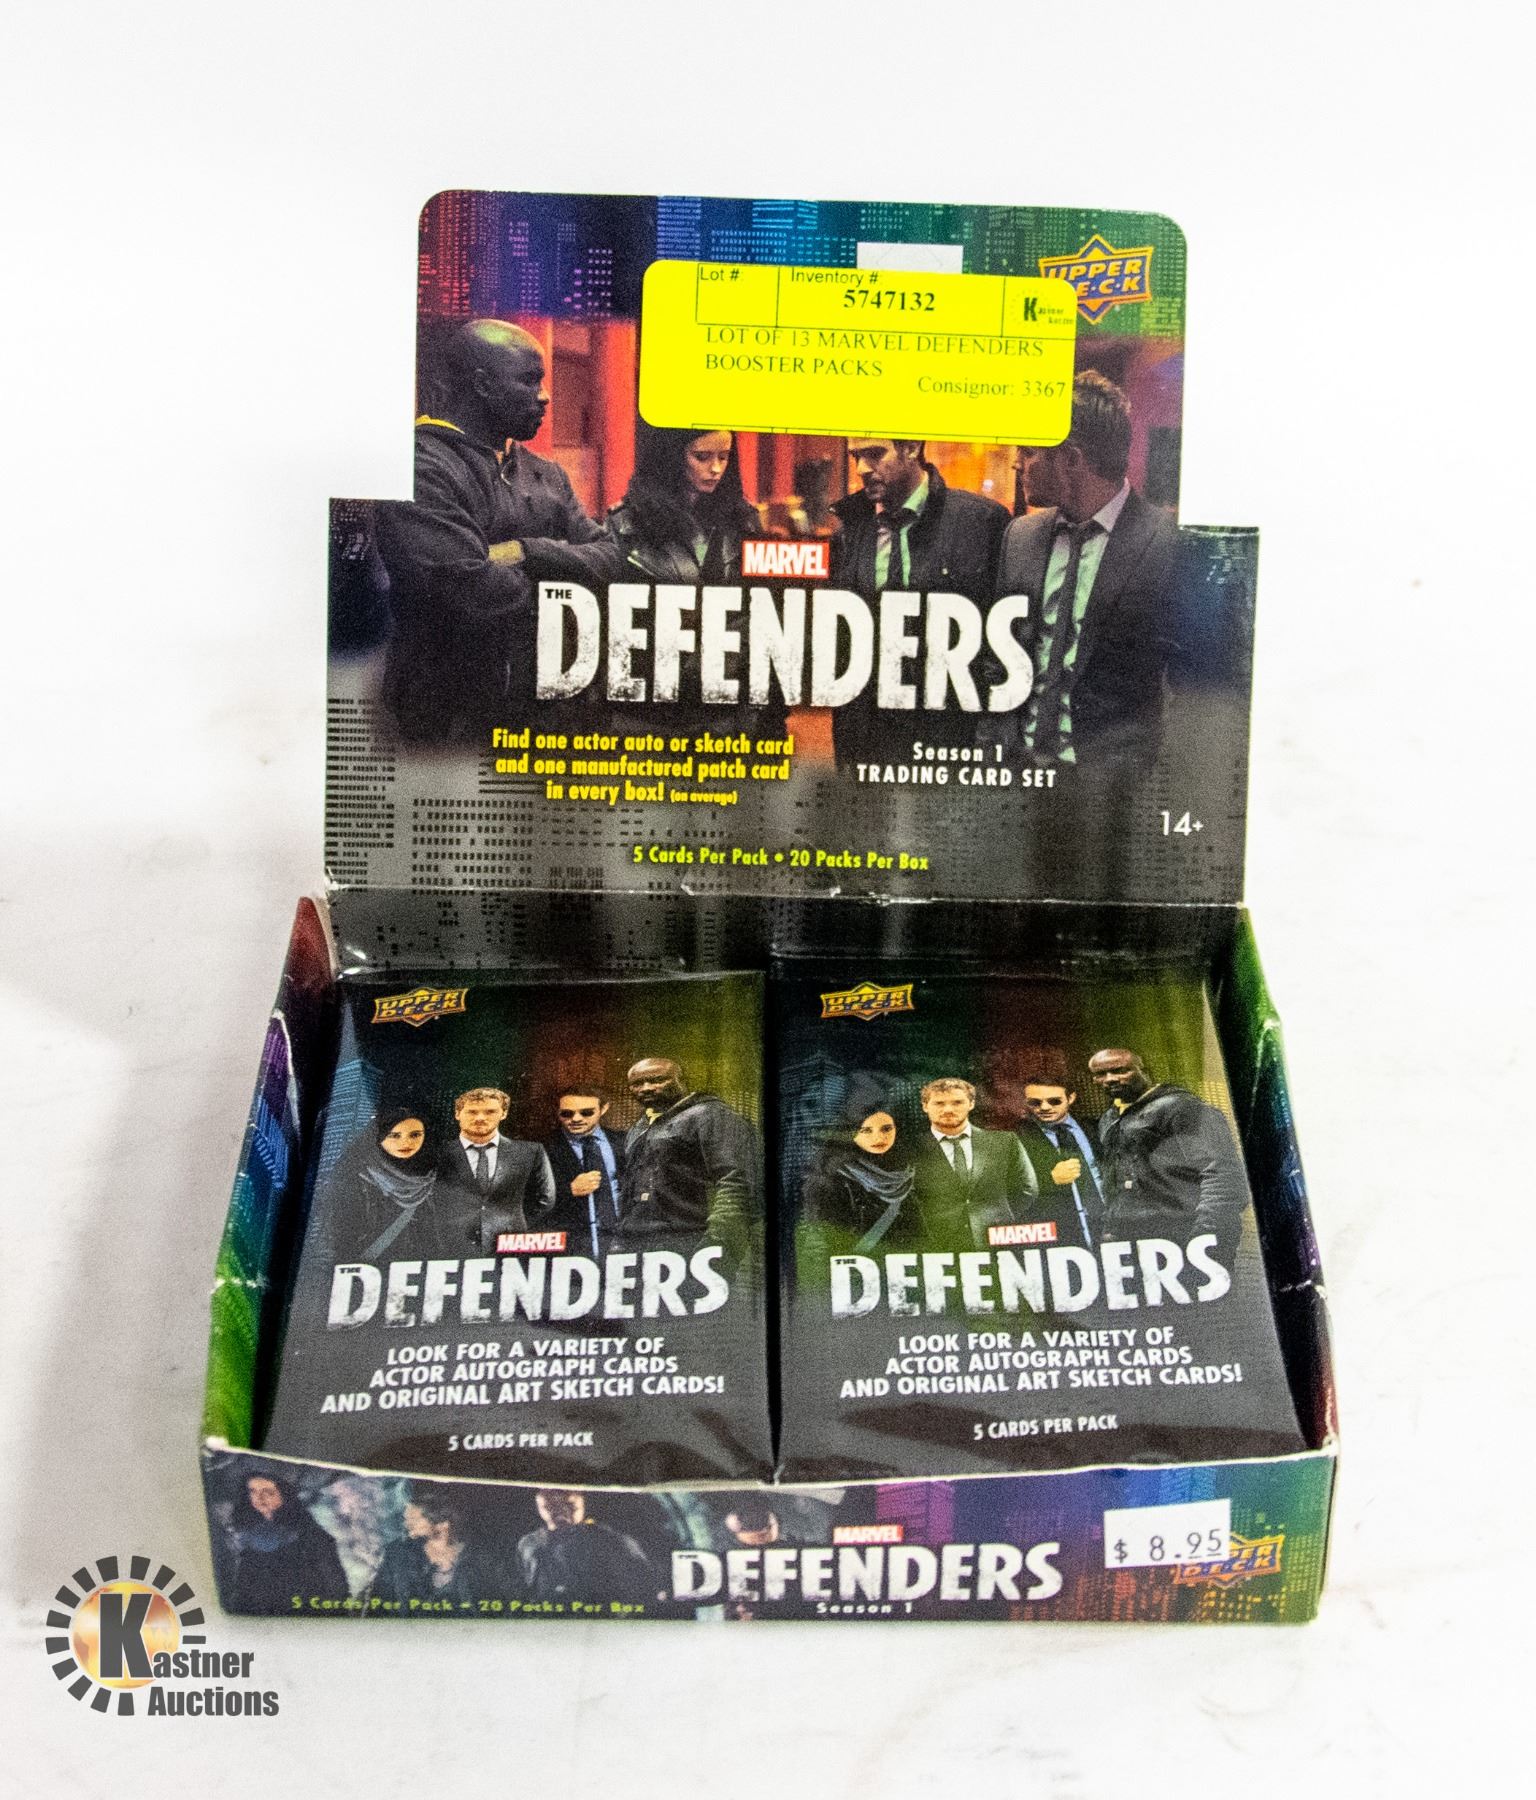 UPPER
D.E.C.K
Lot #:
Inventory #:
5747132
Kastner
Auctions
LOT OF 13 MARVEL DEFENDERS
BOOSTER PACKS
Consignor: 3367
MARVEL
THE
DEFENDERS
Find one actor auto or sketch card
and one manufactured patch card
in every box! (on average)
Season 1
TRADING CARD SET
14+
5 Cards Per Pack • 20 Packs Per Box
UPPER
D.E.C.K
MARVEL
THE
DEFENDERS
LOOK FOR A VARIETY OF
ACTOR AUTOGRAPH CARDS
AND ORIGINAL ART SKETCH CARDS!
5 CARDS PER PACK
UPPER
D.E.C.K
MARVEL
THE
DEFENDERS
LOOK FOR A VARIETY OF
ACTOR AUTOGRAPH CARDS
AND ORIGINAL ART SKETCH CARDS!
5 CARDS PER PACK
MARVEL
THE
DEFENDERS
Season 1
5 Cards Per Pack • 20 Packs Per Box
$ 8.95
Kastner
Auctions